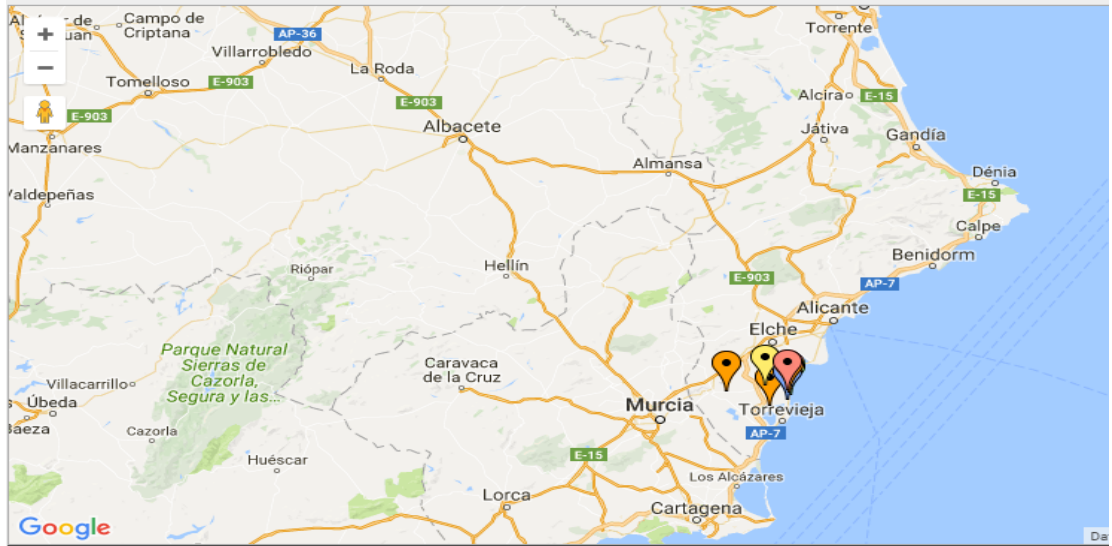 Campo de
Criptana
AP-36
Torrente
Villarrobledo
La Roda
Tomelloso
E-903
E-903
Alcira
E-15
E-903
Albacete
Játiva
Gandía
Manzanares
Almansa
Dénia
Valdepeñas
E-15
Calpe
Benidorm
Hellín
Riópar
E-903
AP-7
Alicante
Elche
Parque Natural
Sierras de
Cazorla,
Segura y las...
Caravaca
de la Cruz
Villacarrillo
Úbeda
Baeza
Murcia
Torrevieja
Cazorla
AP-7
E-15
Huéscar
Los Alcázares
Lorca
Cartagena
Google